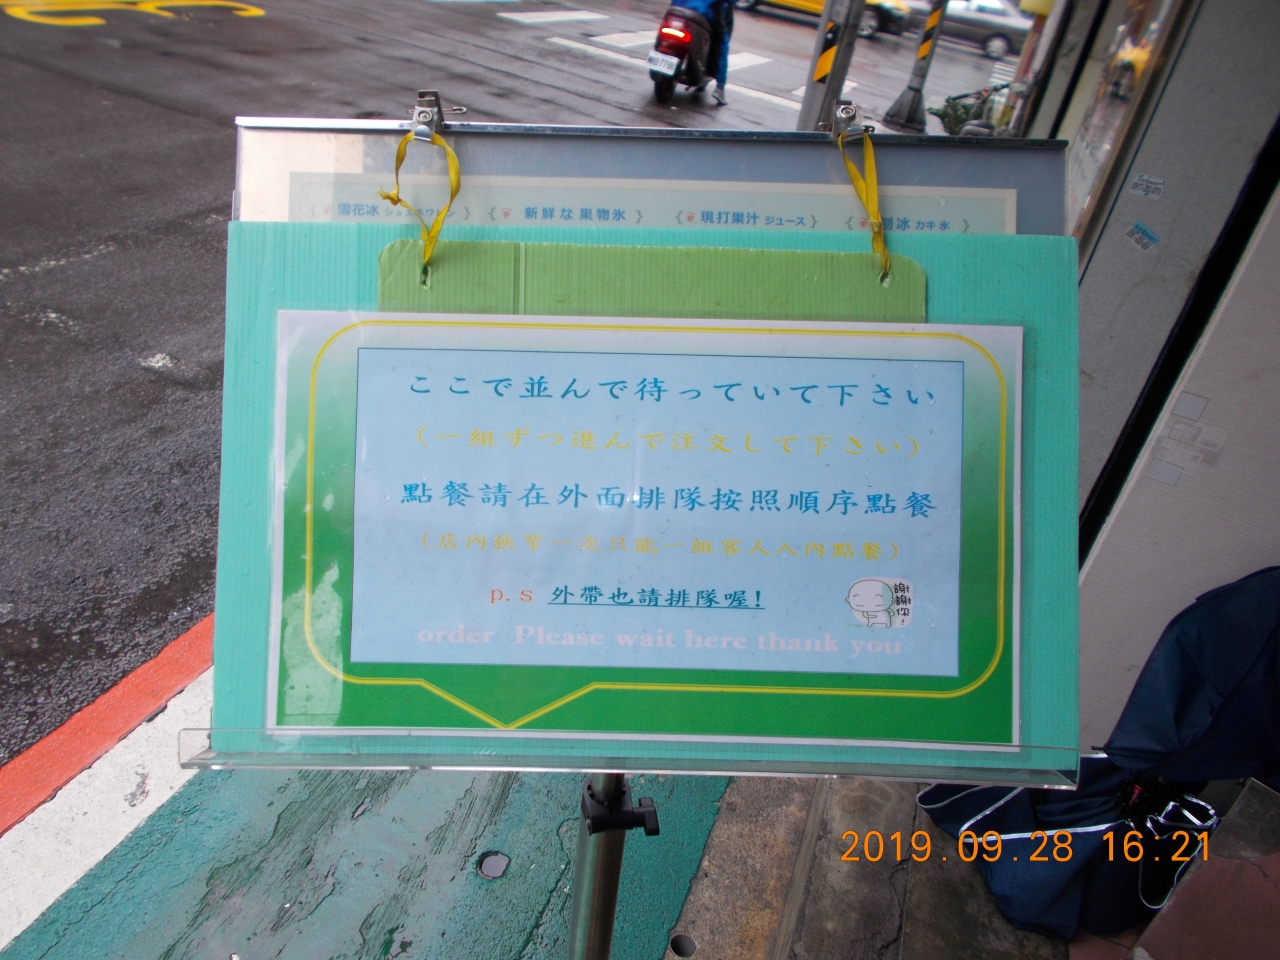 雪花冰 シュエホワビン
新鮮な果物氷
現打果汁 ジュース
刨冰 カキ氷
ここで並んで待っていて下さい
(一組ずつ進んで注文して下さい)
點餐請在外面排隊按照順序點餐
(店內狹窄一次只能一組客人入內點餐)
p.s 外帶也請排隊喔!
謝謝你!
order Please wait here thank you
2019.09.28 16:21